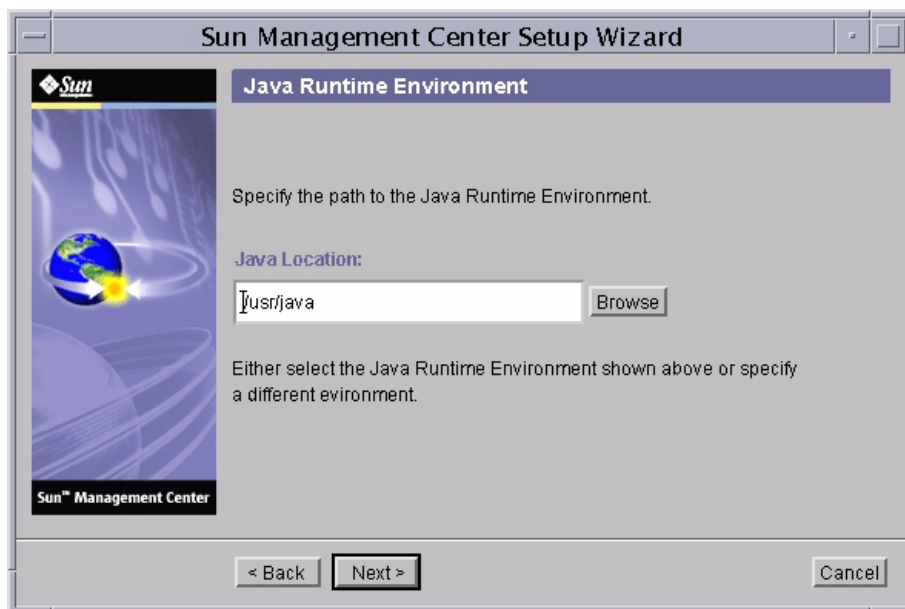 Sun Management Center Setup Wizard
Sun
Java Runtime Environment
Specify the path to the Java Runtime Environment.
Java Location:
/usr/java
Browse
Either select the Java Runtime Environment shown above or specify
a different evironment.
Sun™ Management Center
< Back
Next >
Cancel